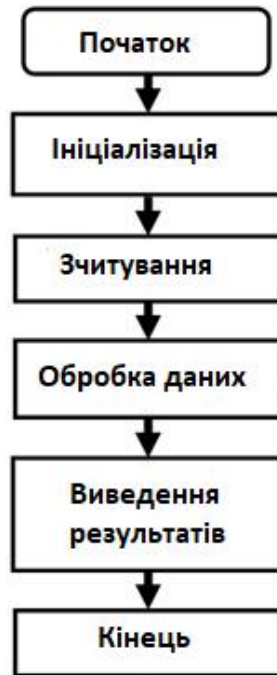 Початок
Ініціалізація
Зчитування
Обробка даних
Виведення
результатів
Кінець